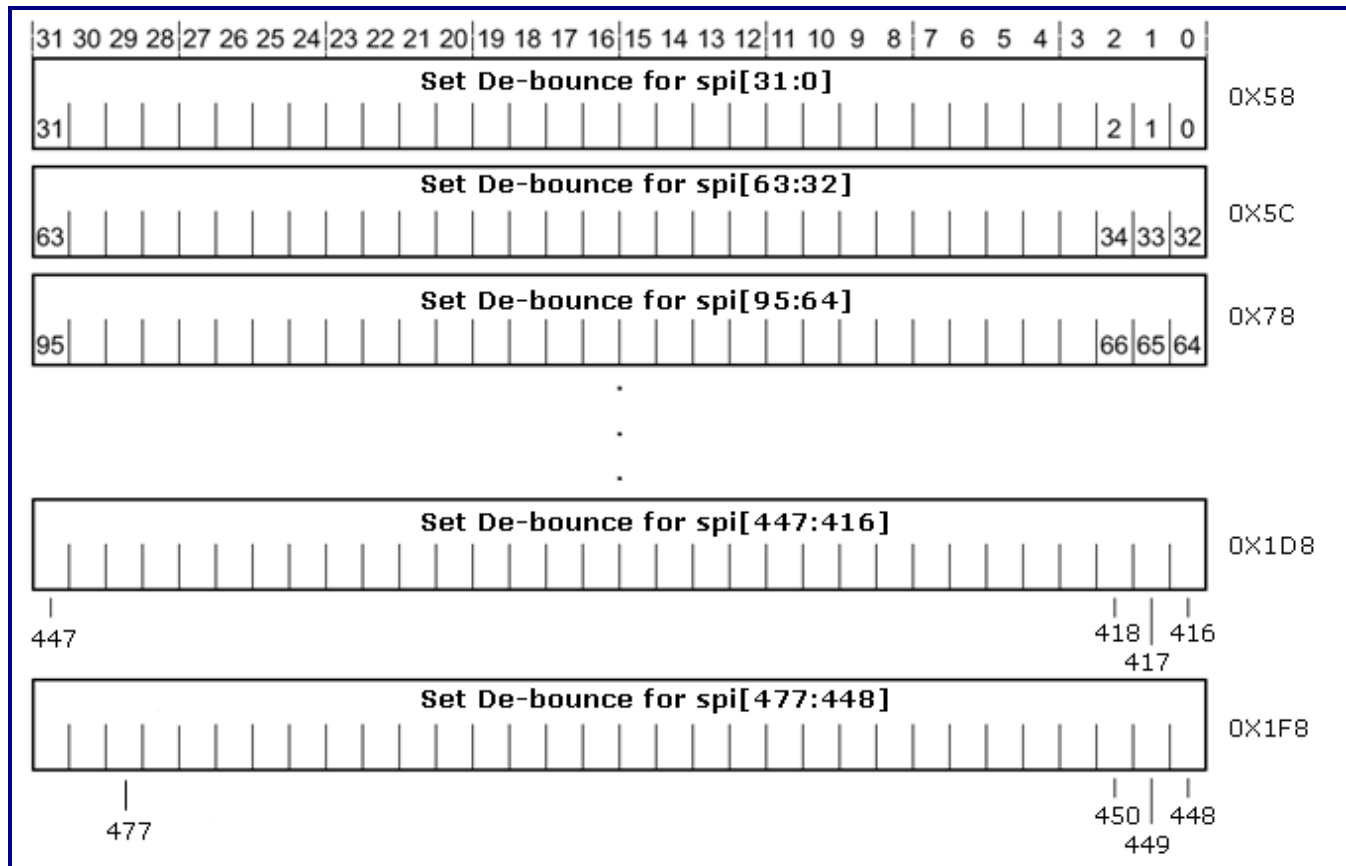 31 30 29 28 27 26 25 24 23 22 21 20 19 18 17 16 15 14 13 12 11 10 9 8 7 6 5 4 3 2 1 0
Set De-bounce for spi[31:0]
0X58
31 2 1 0
Set De-bounce for spi[63:32]
0X5C
63 34 33 32
Set De-bounce for spi[95:64]
0X78
95 66 65 64
.
.
.
Set De-bounce for spi[447:416]
0X1D8
447 418 416
417
Set De-bounce for spi[477:448]
0X1F8
477 450 448
449